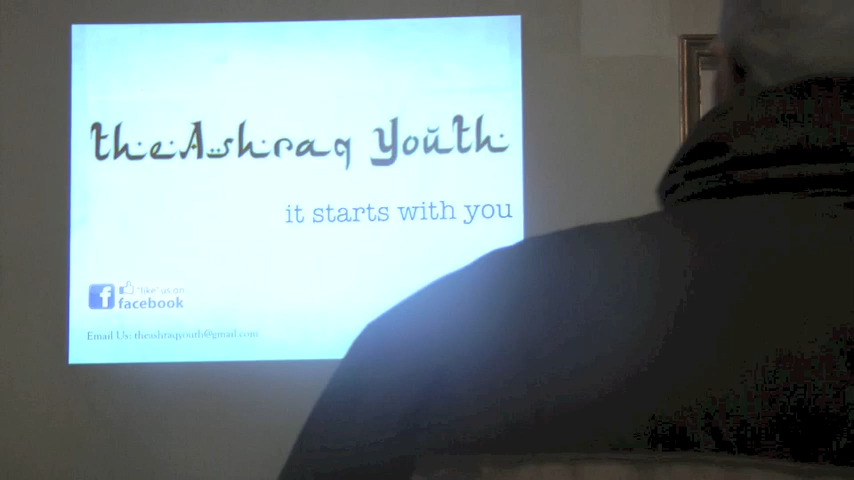 theAshraq Youth
it starts with you
"like" us on
facebook
Email Us: theashraqyouth@gmail.com